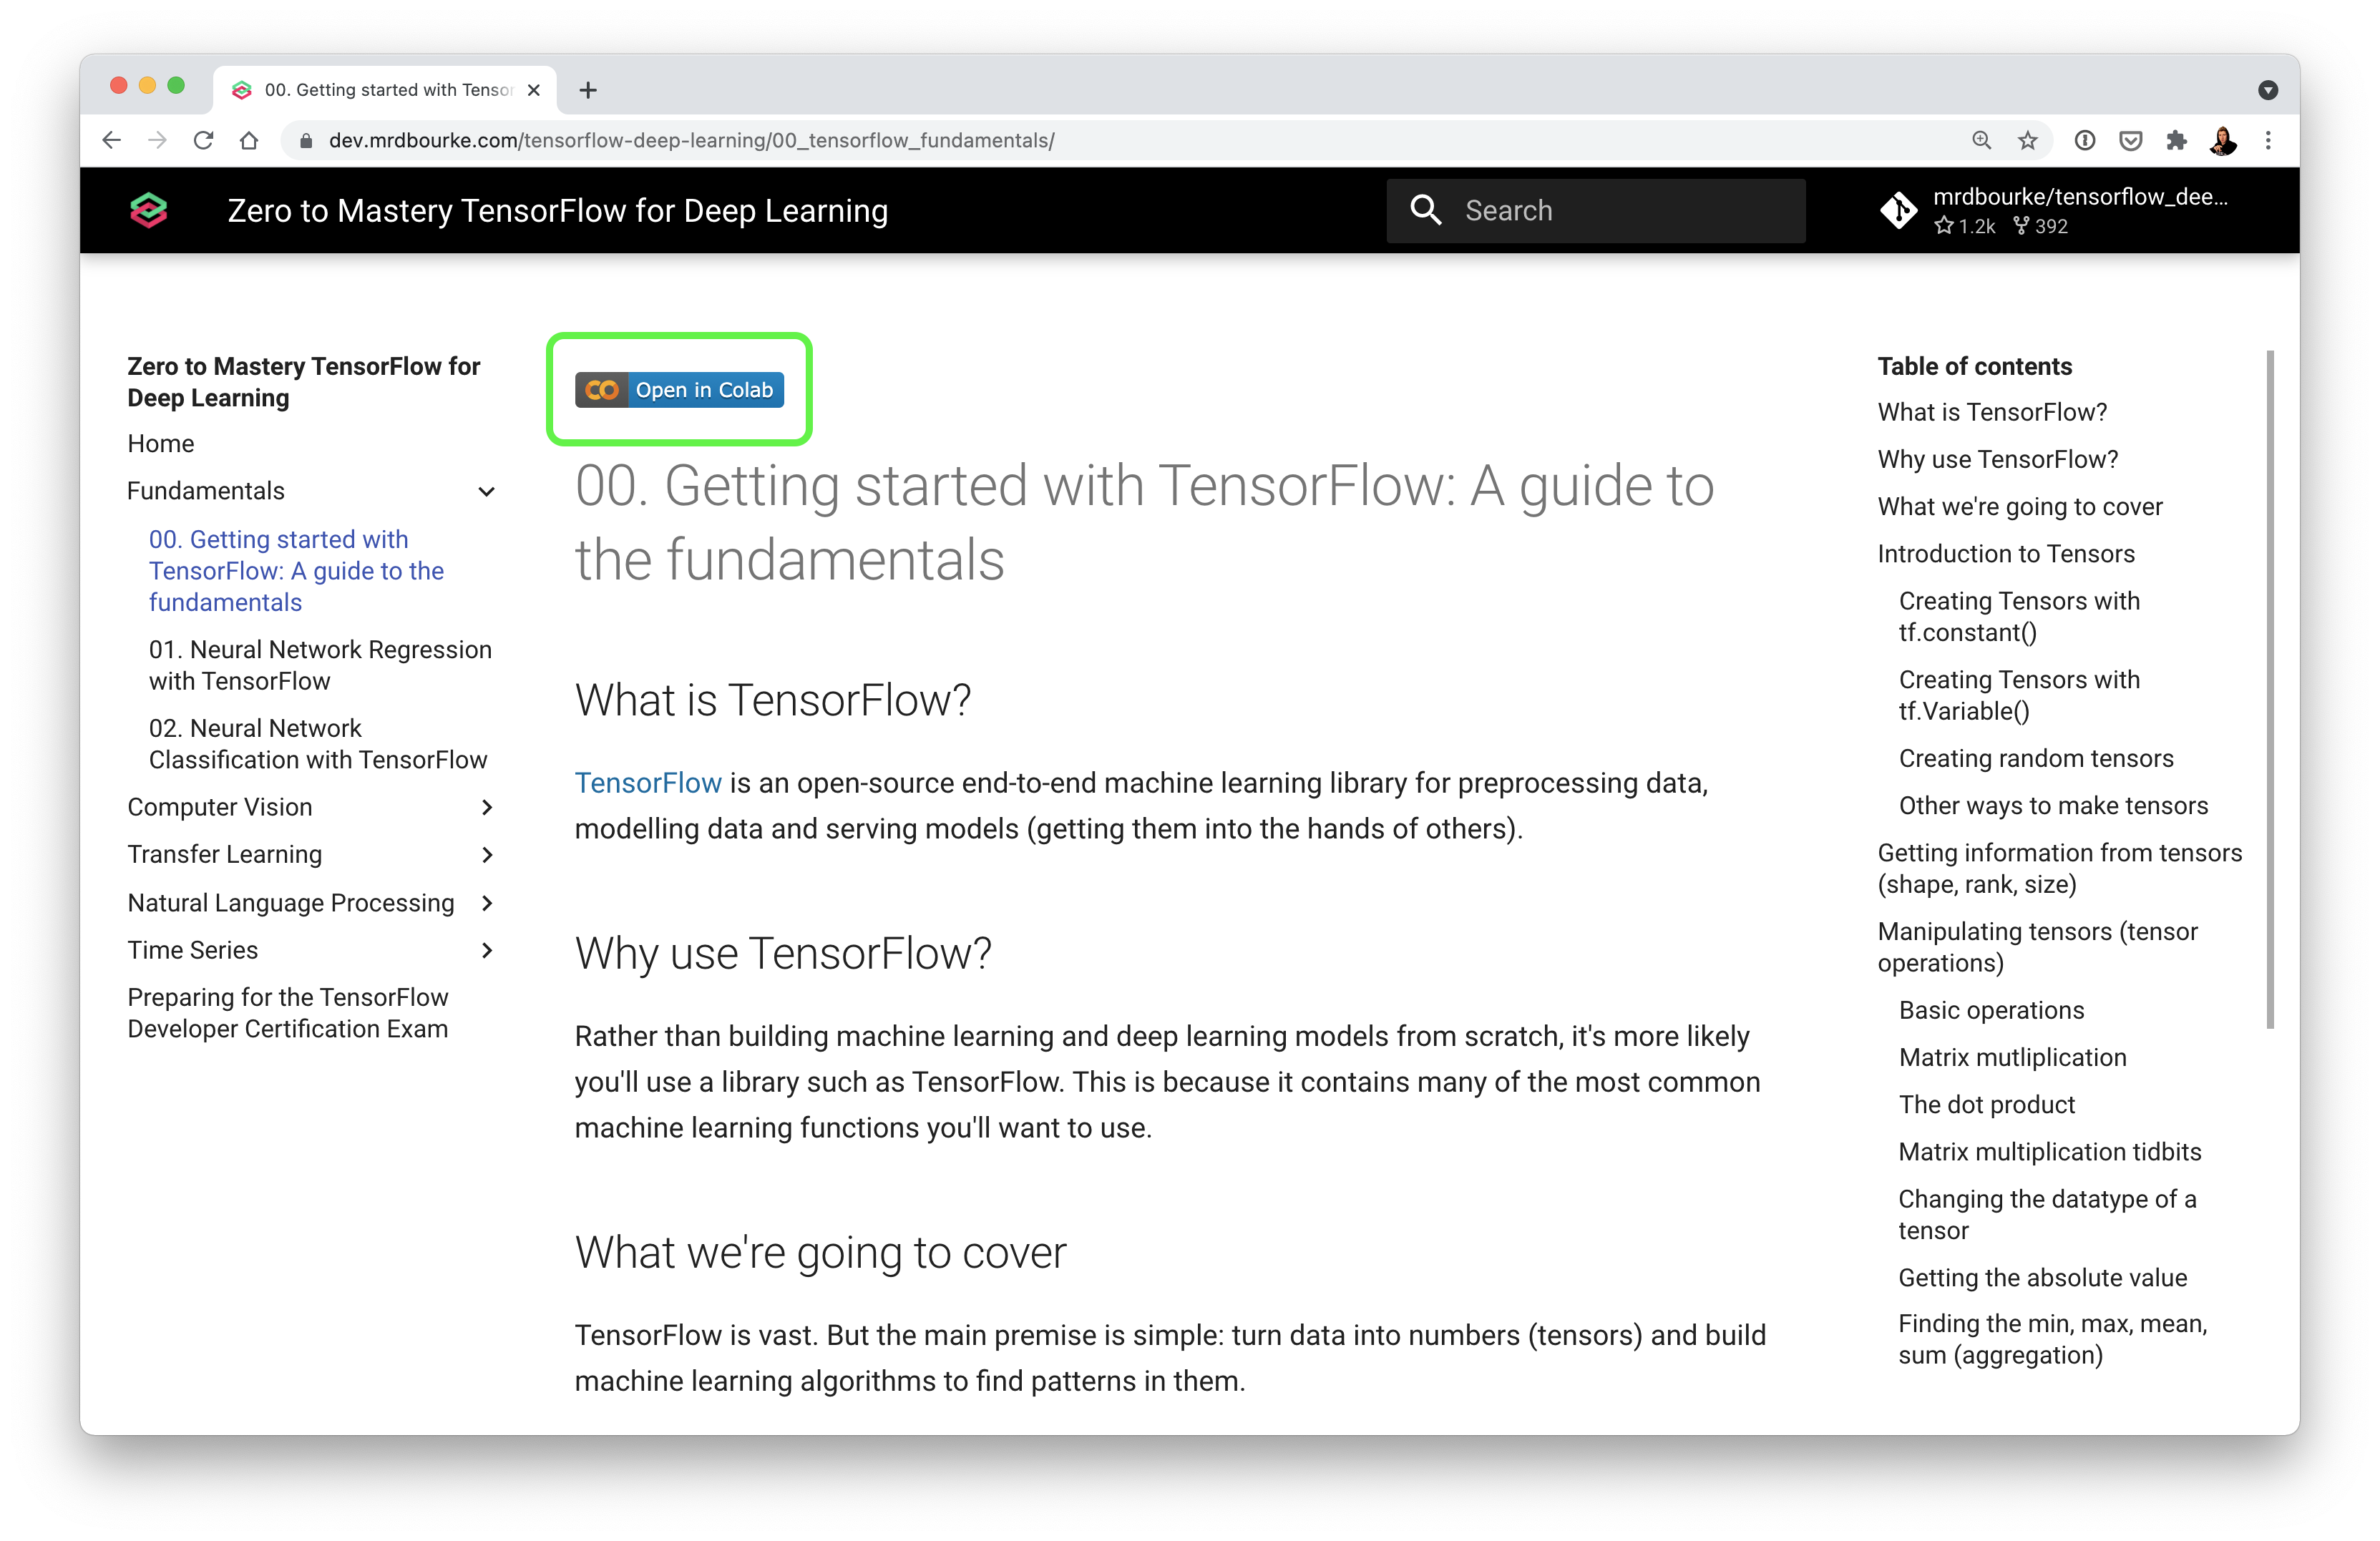 00. Getting started with Tensor
dev.mrdbourke.com/tensorflow-deep-learning/00_tensorflow_fundamentals/
Zero to Mastery TensorFlow for Deep Learning
Search
mrdbourke/tensorflow_dee...
1.2k 392
Zero to Mastery TensorFlow for
Deep Learning
Home
Fundamentals
00. Getting started with
TensorFlow: A guide to the
fundamentals
01. Neural Network Regression
with TensorFlow
02. Neural Network
Classification with TensorFlow
Computer Vision
Transfer Learning
Natural Language Processing
Time Series
Preparing for the TensorFlow
Developer Certification Exam
Open in Colab
00. Getting started with TensorFlow: A guide to
the fundamentals
What is TensorFlow?
TensorFlow is an open-source end-to-end machine learning library for preprocessing data,
modelling data and serving models (getting them into the hands of others).
Why use TensorFlow?
Rather than building machine learning and deep learning models from scratch, it's more likely
you'll use a library such as TensorFlow. This is because it contains many of the most common
machine learning functions you'll want to use.
What we're going to cover
TensorFlow is vast. But the main premise is simple: turn data into numbers (tensors) and build
machine learning algorithms to find patterns in them.
Table of contents
What is TensorFlow?
Why use TensorFlow?
What we're going to cover
Introduction to Tensors
Creating Tensors with
tf.constant()
Creating Tensors with
tf.Variable()
Creating random tensors
Other ways to make tensors
Getting information from tensors
(shape, rank, size)
Manipulating tensors (tensor
operations)
Basic operations
Matrix mutliplication
The dot product
Matrix multiplication tidbits
Changing the datatype of a
tensor
Getting the absolute value
Finding the min, max, mean,
sum (aggregation)